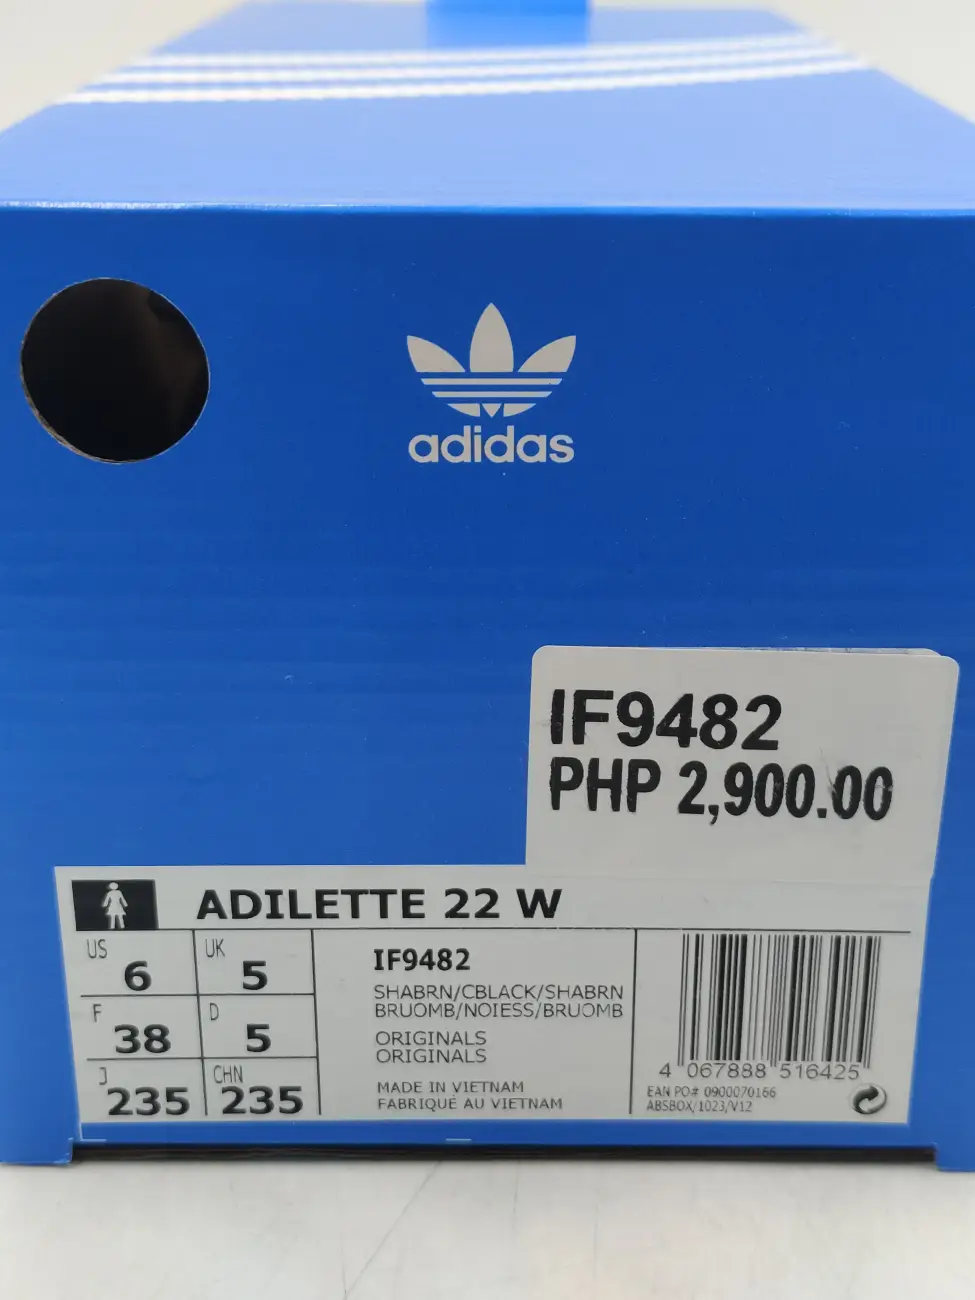 adidas
IF9482
PHP 2,900.00
ADILETTE 22 W
US 6
UK 5
F 38
D 5
J 235
CHN 235
IF9482
SHABRN/CBLACK/SHABRN
BRUOMB/NOIESS/BRUOMB
ORIGINALS
ORIGINALS
MADE IN VIETNAM
FABRIQUÉ AU VIETNAM
4 067888 516425
EAN PO# 0900070166
ABSBOX/1023/V12